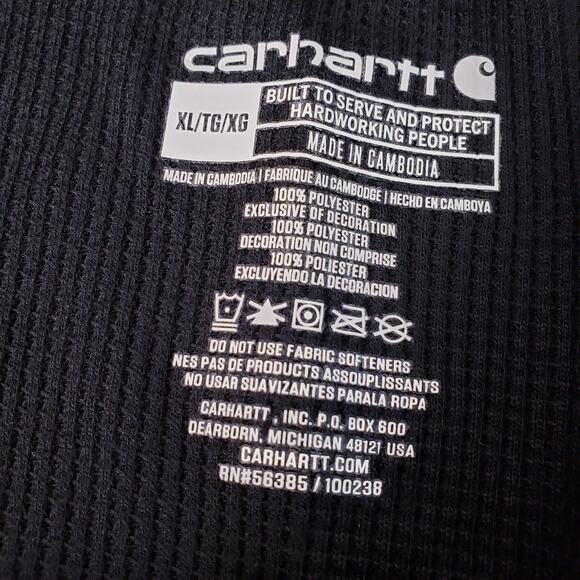 carhartt
XL/TG/XG
BUILT TO SERVE AND PROTECT
HARDWORKING PEOPLE
MADE IN CAMBODIA
MADE IN CAMBODIA | FABRIQUE AU CAMBODGE | HECHO EN CAMBOYA
100% POLYESTER
EXCLUSIVE OF DECORATION
100% POLYESTER
DECORATION NON COMPRISE
100% POLIESTER
EXCLUYENDO LA DECORACION
DO NOT USE FABRIC SOFTENERS
NES PAS DE PRODUCTS ASSOUPLISSANTS
NO USAR SUAVIZANTES PARALA ROPA
CARHARTT , INC. P.O. BOX 600
DEARBORN, MICHIGAN 48121 USA
CARHARTT.COM
RN#56385 / 100238